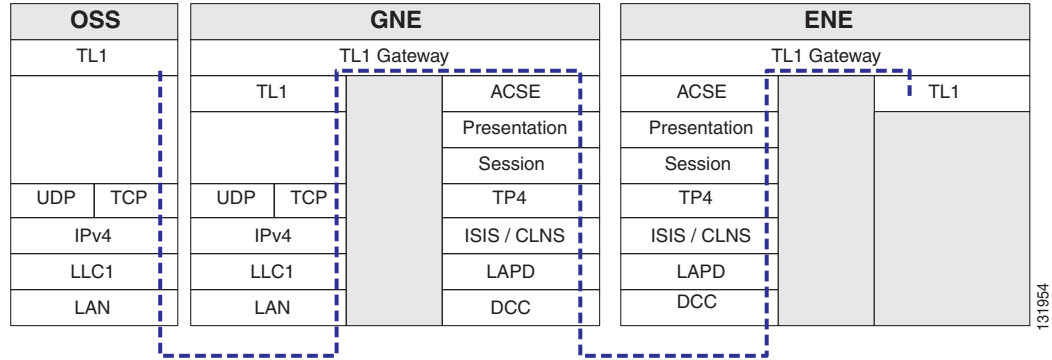 OSS GNE ENE
TL1 TL1 Gateway TL1 Gateway
TL1 ACSE ACSE TL1
Presentation Presentation
Session Session
UDP TCP UDP TCP TP4 TP4
IPv4 IPv4 ISIS / CLNS ISIS / CLNS
LLC1 LLC1 LAPD LAPD
LAN LAN DCC DCC
131954